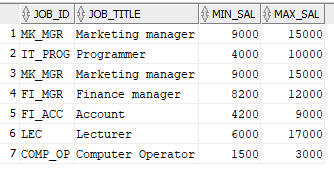 JOB_ID JOB_TITLE MIN_SAL MAX_SAL
1 MK_MGR Marketing manager 9000 15000
2 IT_PROG Programmer 4000 10000
3 MK_MGR Marketing manager 9000 15000
4 FI_MGR Finance manager 8200 12000
5 FI_ACC Account 4200 9000
6 LEC Lecturer 6000 17000
7 COMP_OP Computer Operator 1500 3000